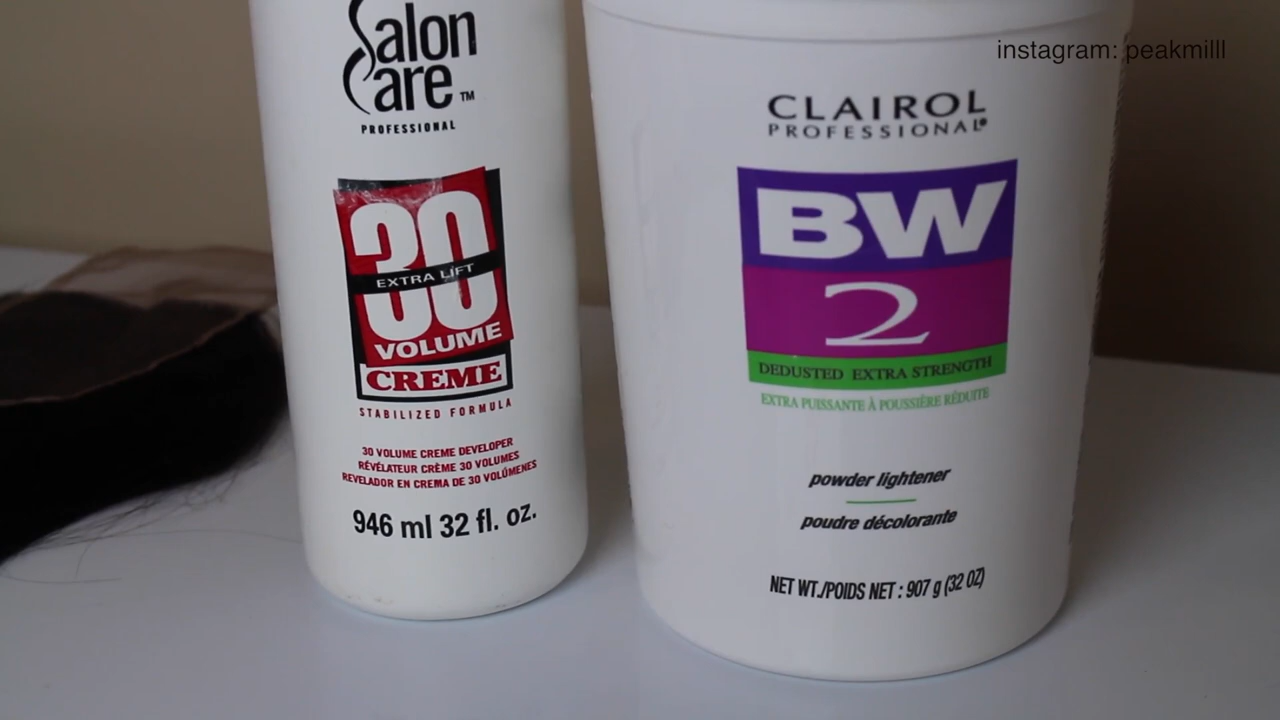 Salon
Care™
PROFESSIONAL
30
EXTRA LIFT
VOLUME
CREME
STABILIZED FORMULA
30 VOLUME CREME DEVELOPER
RÉVÉLATEUR CRÈME 30 VOLUMES
REVELADOR EN CREMA DE 30 VOLÚMENES
946 ml 32 fl. oz.
instagram: peakmilll
CLAIROL
PROFESSIONAL®
BW
2
DEDUSTED EXTRA STRENGTH
EXTRA PUISSANTE À POUSSIÈRE RÉDUITE
powder lightener
poudre décolorante
NET WT./POIDS NET : 907 g (32 OZ)